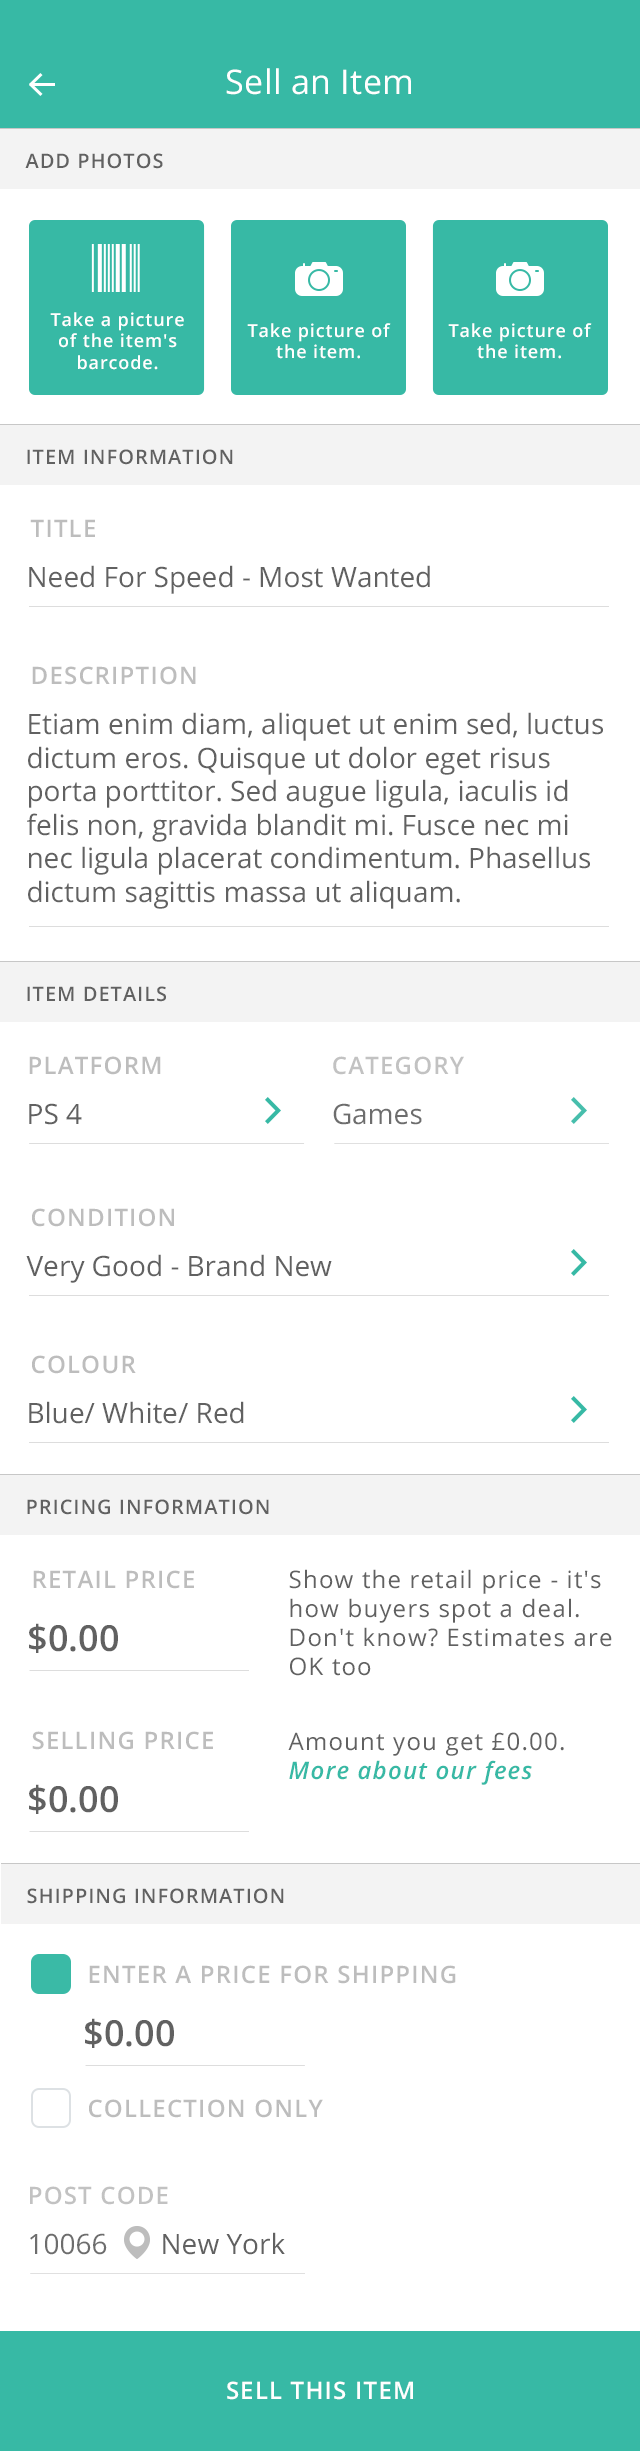 Sell an Item
ADD PHOTOS
Take a picture
of the item's
barcode.
Take picture of
the item.
Take picture of
the item.
ITEM INFORMATION
TITLE
Need For Speed - Most Wanted
DESCRIPTION
Etiam enim diam, aliquet ut enim sed, luctus
dictum eros. Quisque ut dolor eget risus
porta porttitor. Sed augue ligula, iaculis id
felis non, gravida blandit mi. Fusce nec mi
nec ligula placerat condimentum. Phasellus
dictum sagittis massa ut aliquam.
ITEM DETAILS
PLATFORM
PS 4
CATEGORY
Games
CONDITION
Very Good - Brand New
COLOUR
Blue/ White/ Red
PRICING INFORMATION
RETAIL PRICE
$0.00
Show the retail price - it's
how buyers spot a deal.
Don't know? Estimates are
OK too
SELLING PRICE
$0.00
Amount you get £0.00.
More about our fees
SHIPPING INFORMATION
ENTER A PRICE FOR SHIPPING
$0.00
COLLECTION ONLY
POST CODE
10066 New York
SELL THIS ITEM